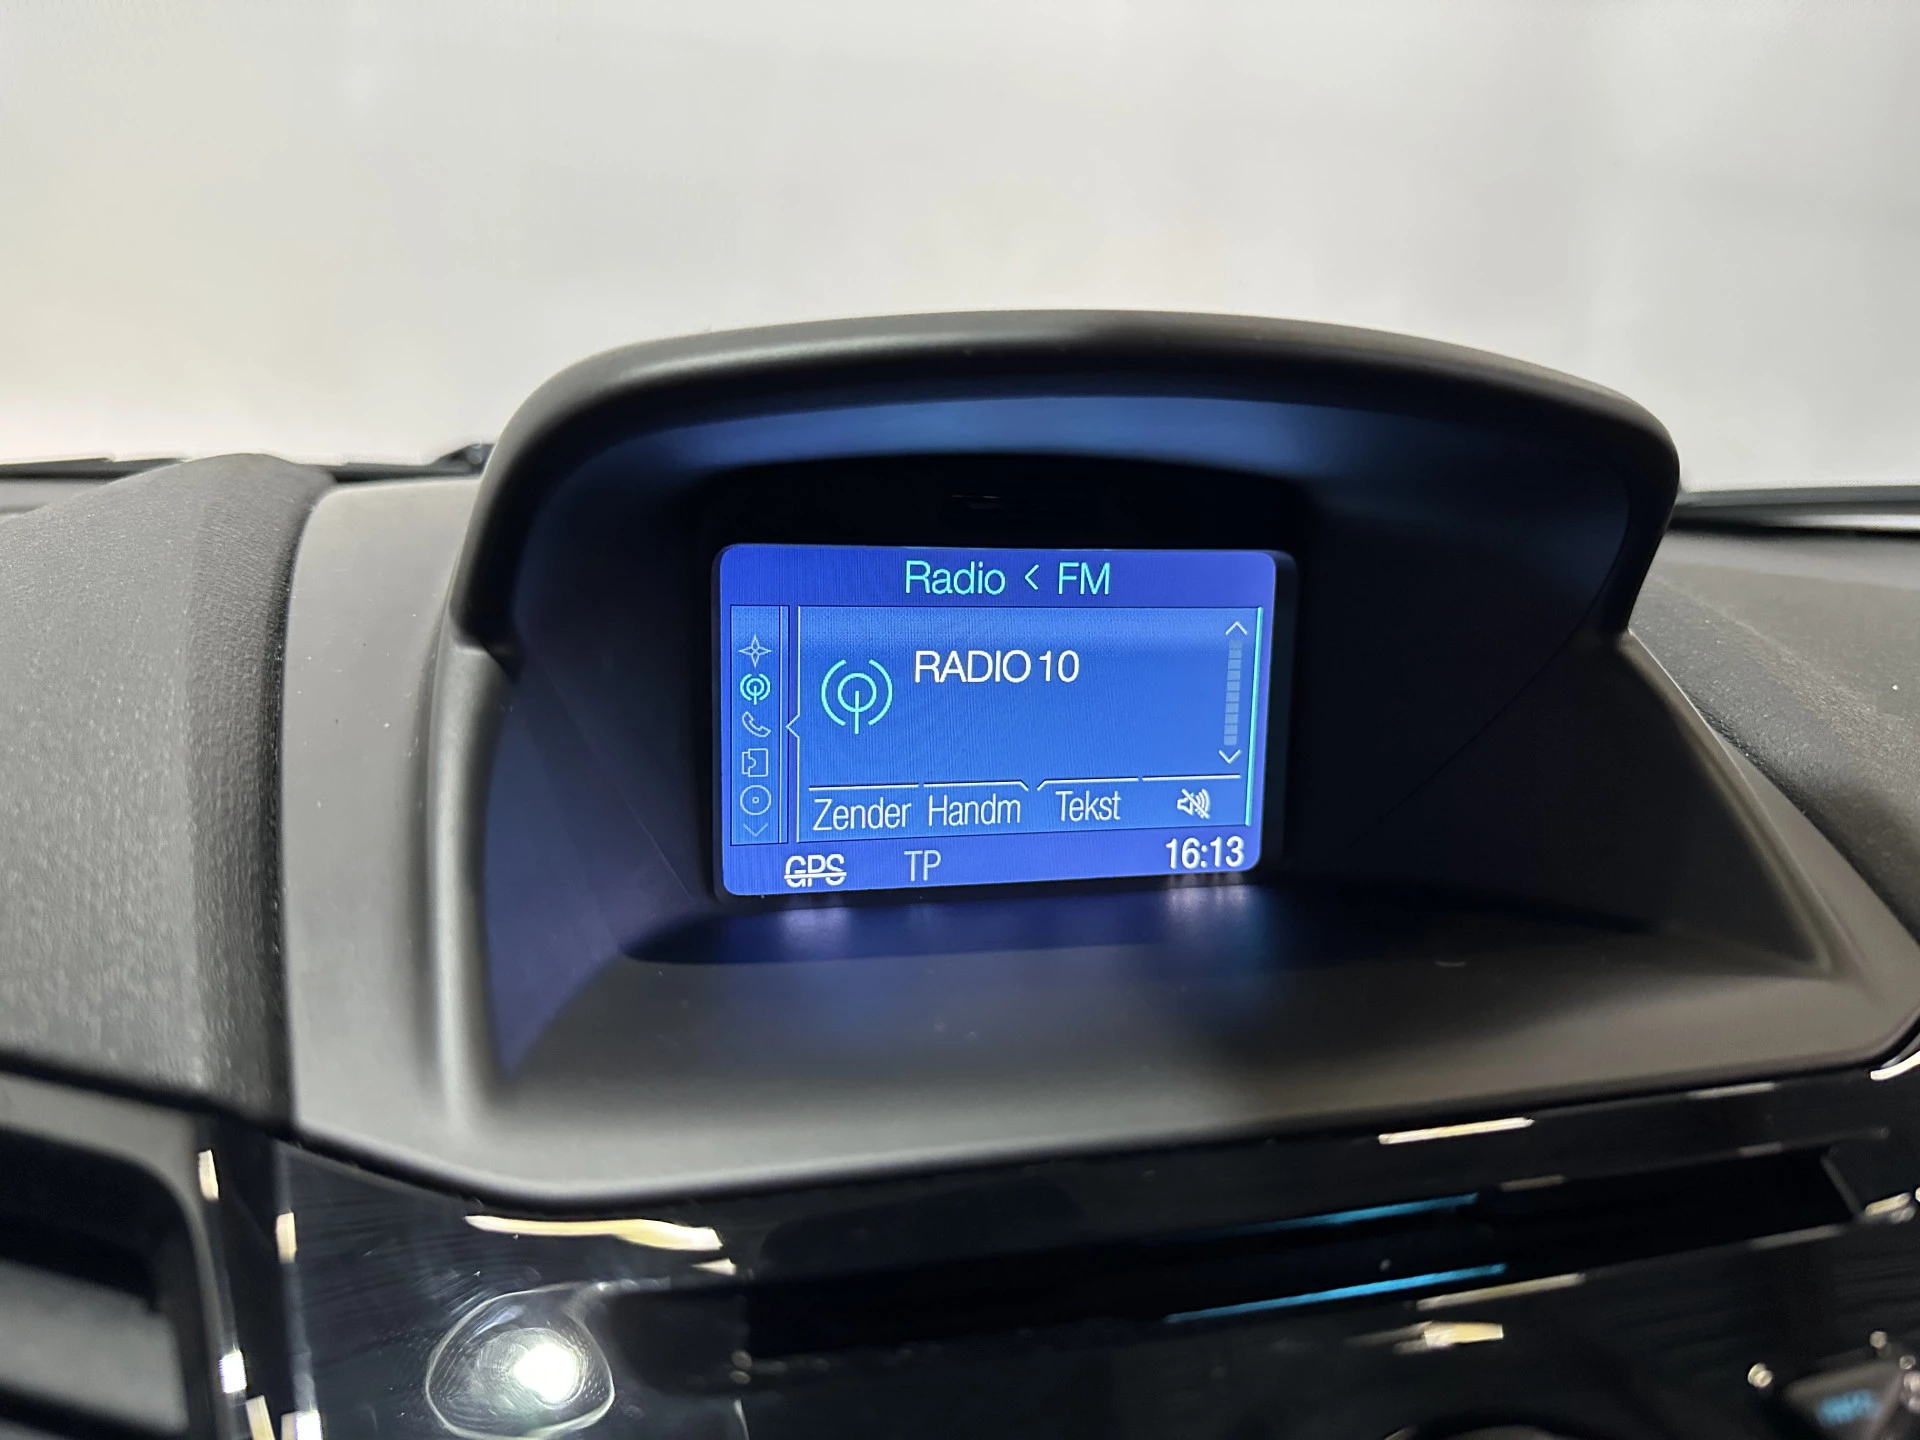 Radio < FM
RADIO 10
Zender Handm Tekst
GPS TP 16:13